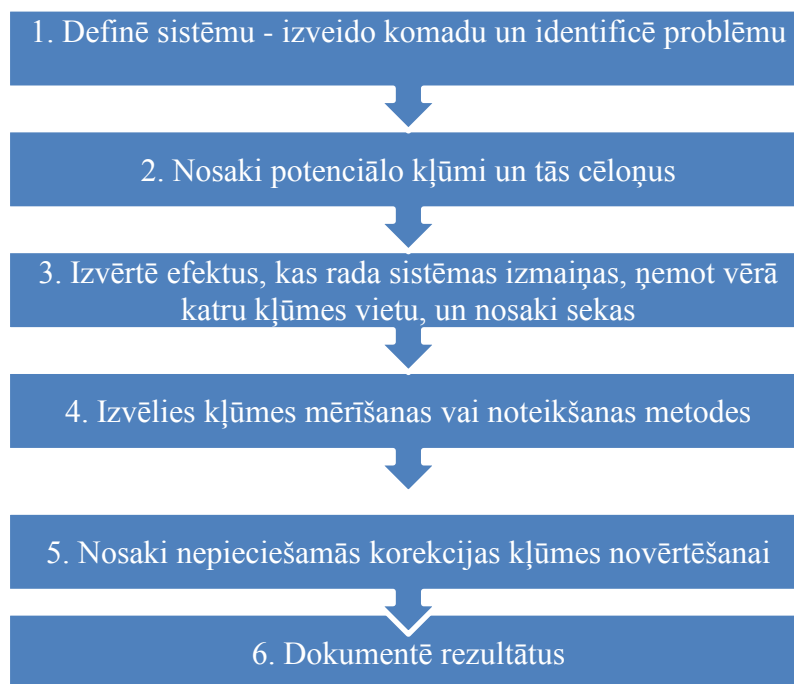 1. Definē sistēmu - izveido komadu un identificē problēmu
2. Nosaki potenciālo kļūmi un tās cēloņus
3. Izvērtē efektus, kas rada sistēmas izmaiņas, ņemot vērā
katru kļūmes vietu, un nosaki sekas
4. Izvēlies kļūmes mērīšanas vai noteikšanas metodes
5. Nosaki nepieciešamās korekcijas kļūmes novērtēšanai
6. Dokumentē rezultātus